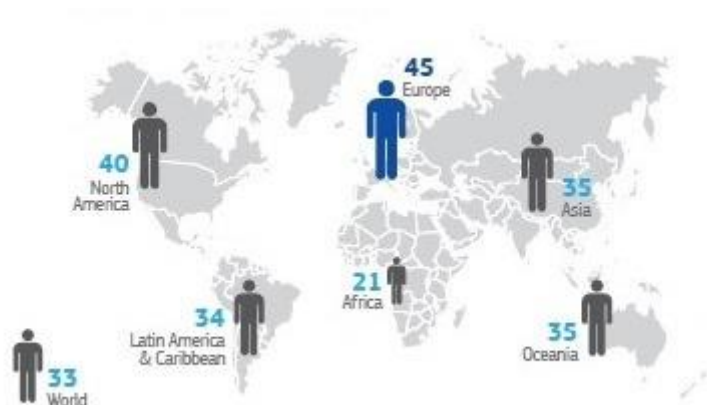 45
Europe
40
North
America
35
Asia
21
Africa
34
Latin America
& Caribbean
35
Oceania
33
World